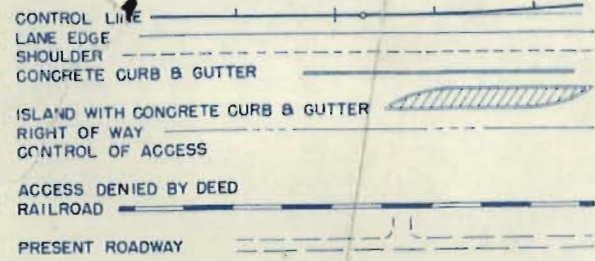 CONTROL LINE
LANE EDGE
SHOULDER
CONCRETE CURB & GUTTER
ISLAND WITH CONCRETE CURB & GUTTER
RIGHT OF WAY
CONTROL OF ACCESS
ACCESS DENIED BY DEED
RAILROAD
PRESENT ROADWAY